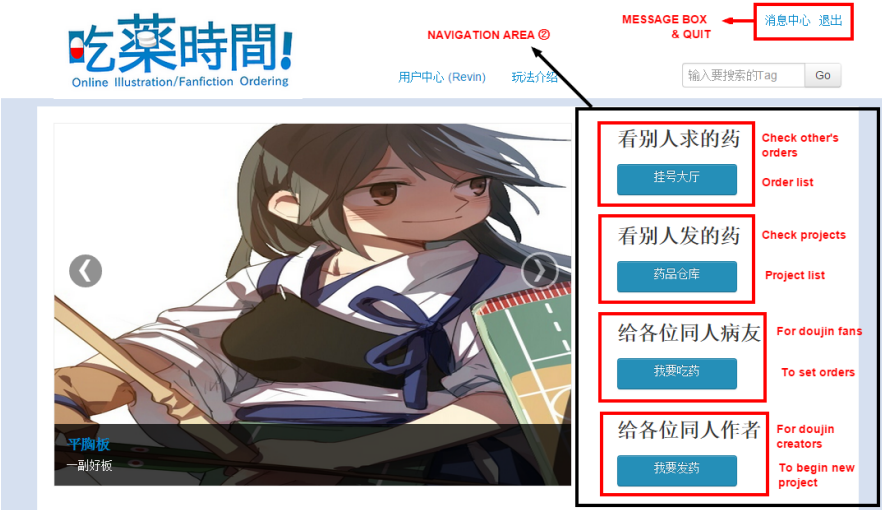 吃薬時間!
Online Illustration/Fanfiction Ordering
NAVIGATION AREA ②
MESSAGE BOX
& QUIT
消息中心 退出
用户中心 (Revin) 玩法介绍
输入要搜索的Tag Go
看别人求的药
挂号大厅
Check other's
orders
Order list
看别人发的药
药品仓库
Check projects
Project list
给各位同人病友
我要吃药
For doujin fans
To set orders
给各位同人作者
我要发药
For doujin
creators
To begin new
project
平胸板
一副好板